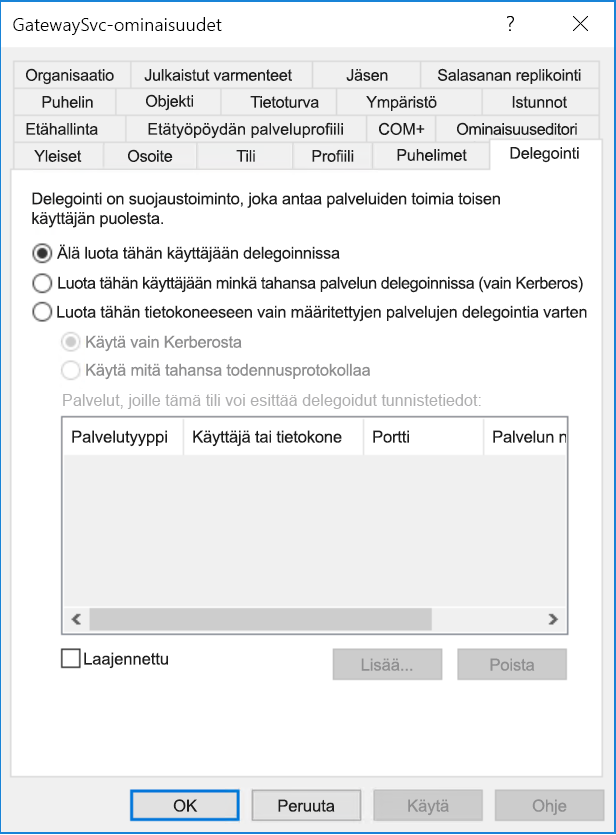 GatewaySvc-ominaisuudet ?
Organisaatio Julkaistut varmenteet Jäsen Salasanan replikointi
Puhelin Objekti Tietoturva Ympäristö Istunnot
Etähallinta Etätyöpöydän palveluprofiili COM+ Ominaisuuseditori
Yleiset Osoite Tili Profiili Puhelimet Delegointi
Delegointi on suojaustoiminto, joka antaa palveluiden toimia toisen
käyttäjän puolesta.
Älä luota tähän käyttäjään delegoinnissa
Luota tähän käyttäjään minkä tahansa palvelun delegoinnissa (vain Kerberos)
Luota tähän tietokoneeseen vain määritettyjen palvelujen delegointia varten
Käytä vain Kerberosta
Käytä mitä tahansa todennusprotokollaa
Palvelut, joille tämä tili voi esittää delegoidut tunnistetiedot:
Palvelutyyppi Käyttäjä tai tietokone Portti Palvelun n
Laajennettu Lisää... Poista
OK Peruuta Käytä Ohje